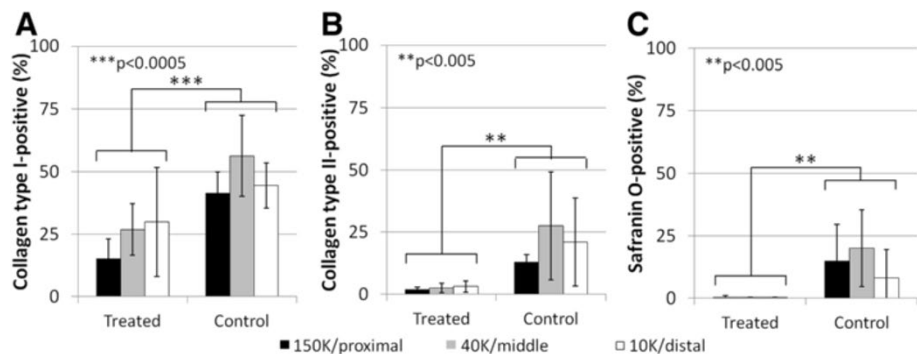 A
Collagen type I-positive (%)
100
75
50
25
0
***p<0.0005
***
Treated
Control
B
Collagen type II-positive (%)
100
75
50
25
0
**p<0.005
**
Treated
Control
C
Safranin O-positive (%)
100
75
50
25
0
**p<0.005
**
Treated
Control
150K/proximal
40K/middle
10K/distal